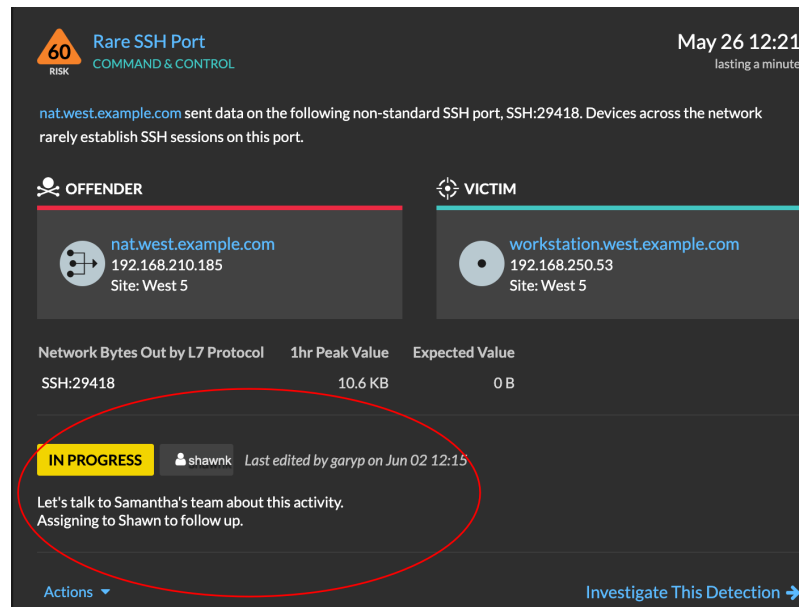 60
RISK
Rare SSH Port
COMMAND & CONTROL
May 26 12:21
lasting a minute
nat.west.example.com sent data on the following non-standard SSH port, SSH:29418. Devices across the network
rarely establish SSH sessions on this port.
OFFENDER
nat.west.example.com
192.168.210.185
Site: West 5
VICTIM
workstation.west.example.com
192.168.250.53
Site: West 5
Network Bytes Out by L7 Protocol 1hr Peak Value Expected Value
SSH:29418 10.6 KB 0 B
IN PROGRESS shawnk Last edited by garyp on Jun 02 12:15
Let's talk to Samantha's team about this activity.
Assigning to Shawn to follow up.
Actions Investigate This Detection